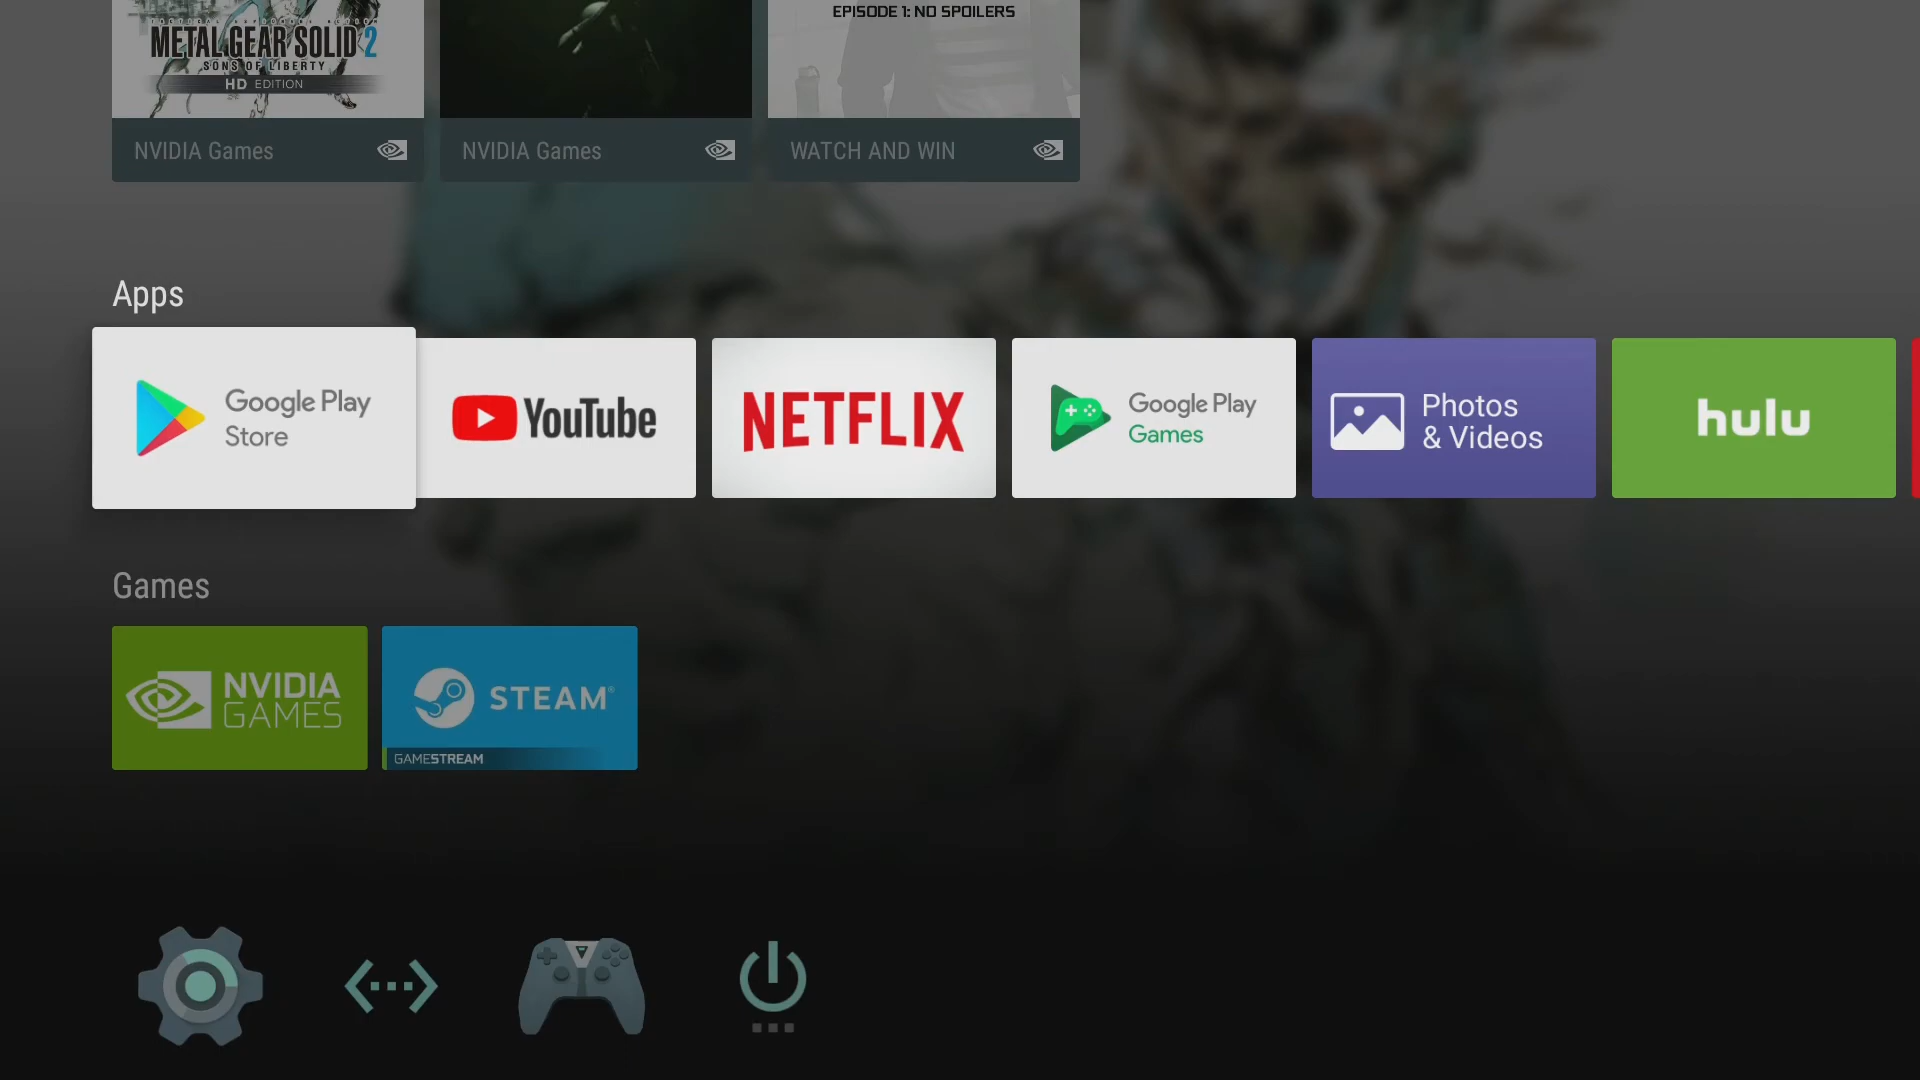 METAL GEAR SOLID 2
SONS OF LIBERTY
HD EDITION
EPISODE 1: NO SPOILERS
NVIDIA Games
NVIDIA Games
WATCH AND WIN
Apps
Google Play
Store
YouTube
NETFLIX
Google Play
Games
Photos
& Videos
hulu
Games
NVIDIA
GAMES
STEAM®
GAMESTREAM